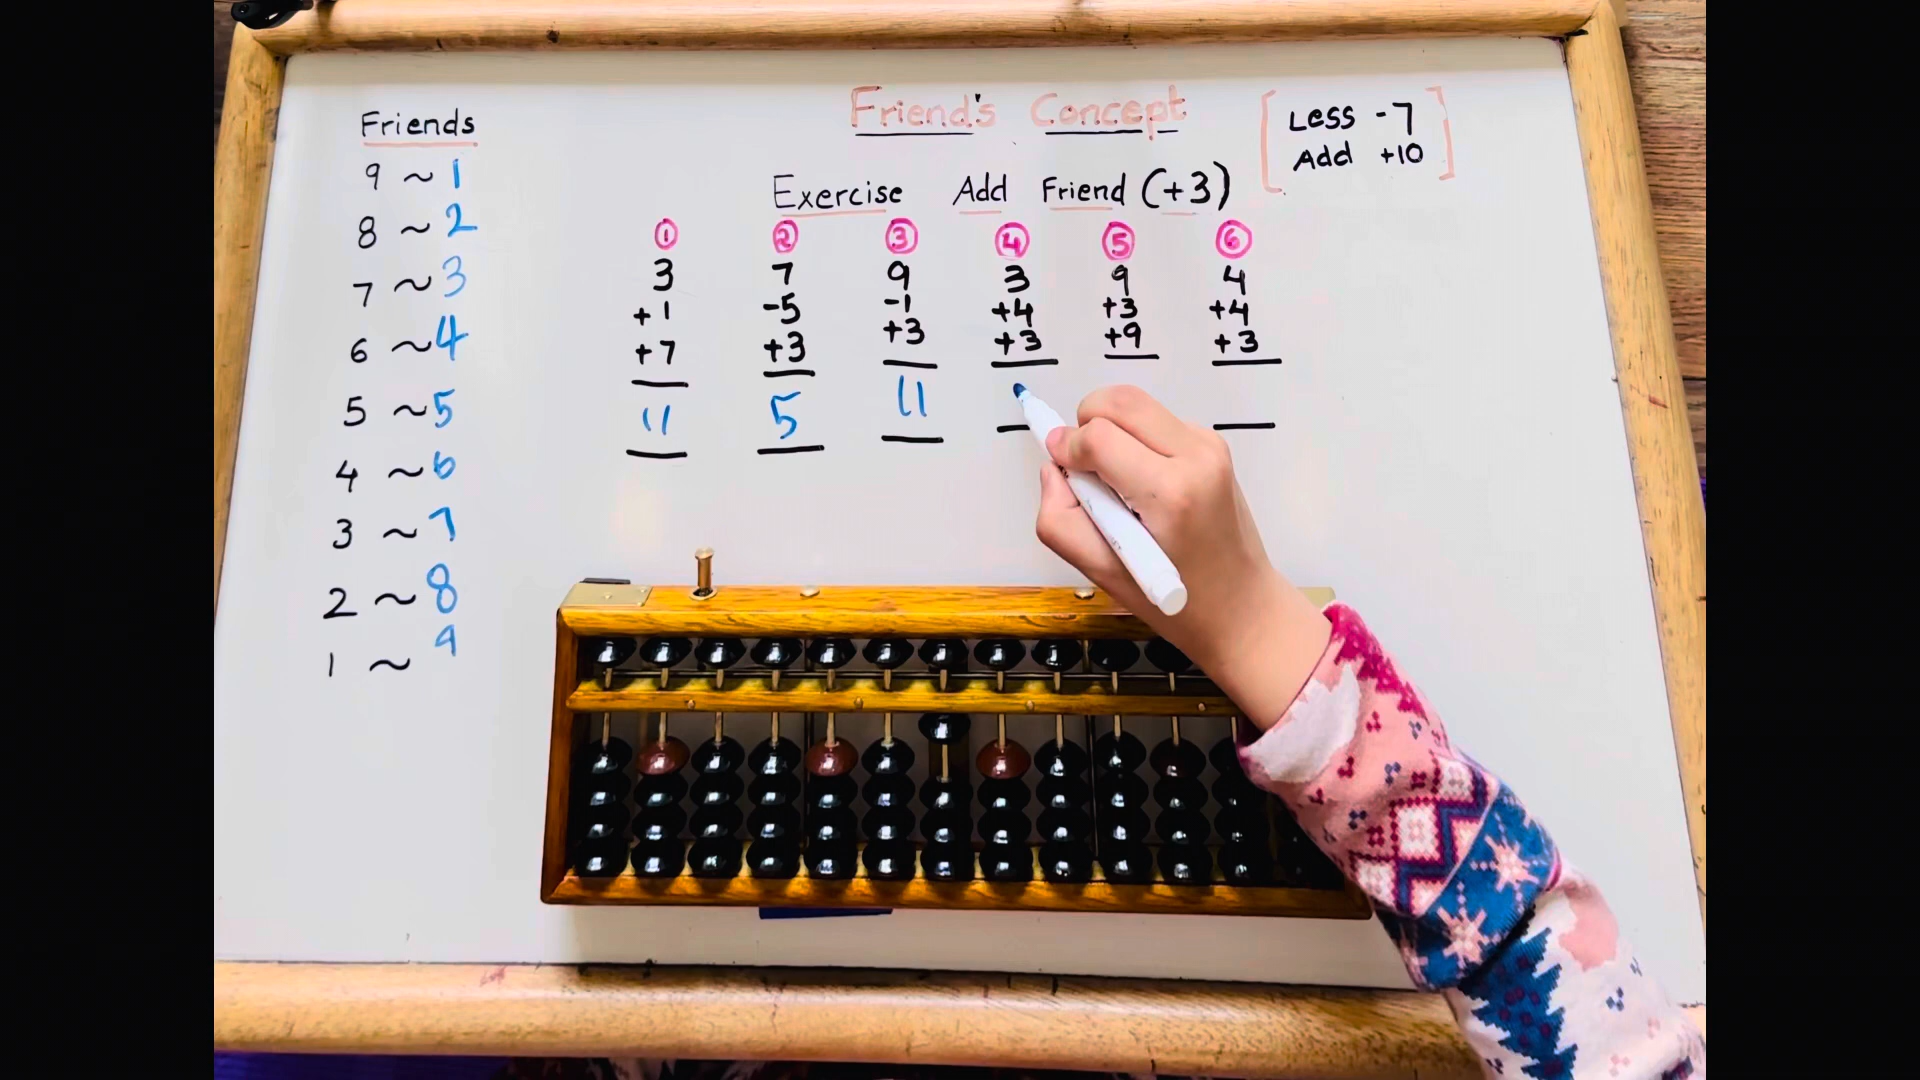 Friends
9 ~ 1
8 ~ 2
7 ~ 3
6 ~ 4
5 ~ 5
4 ~ 6
3 ~ 7
2 ~ 8
1 ~ 9
Friend's Concept
[Less -7
Add +10]
Exercise Add Friend (+3)
① ② ③ ④ ⑤ ⑥
3 7 9 3 9 4
+1 -5 -1 +4 +3 +4
+7 +3 +3 +3 +9 +3
11 5 11